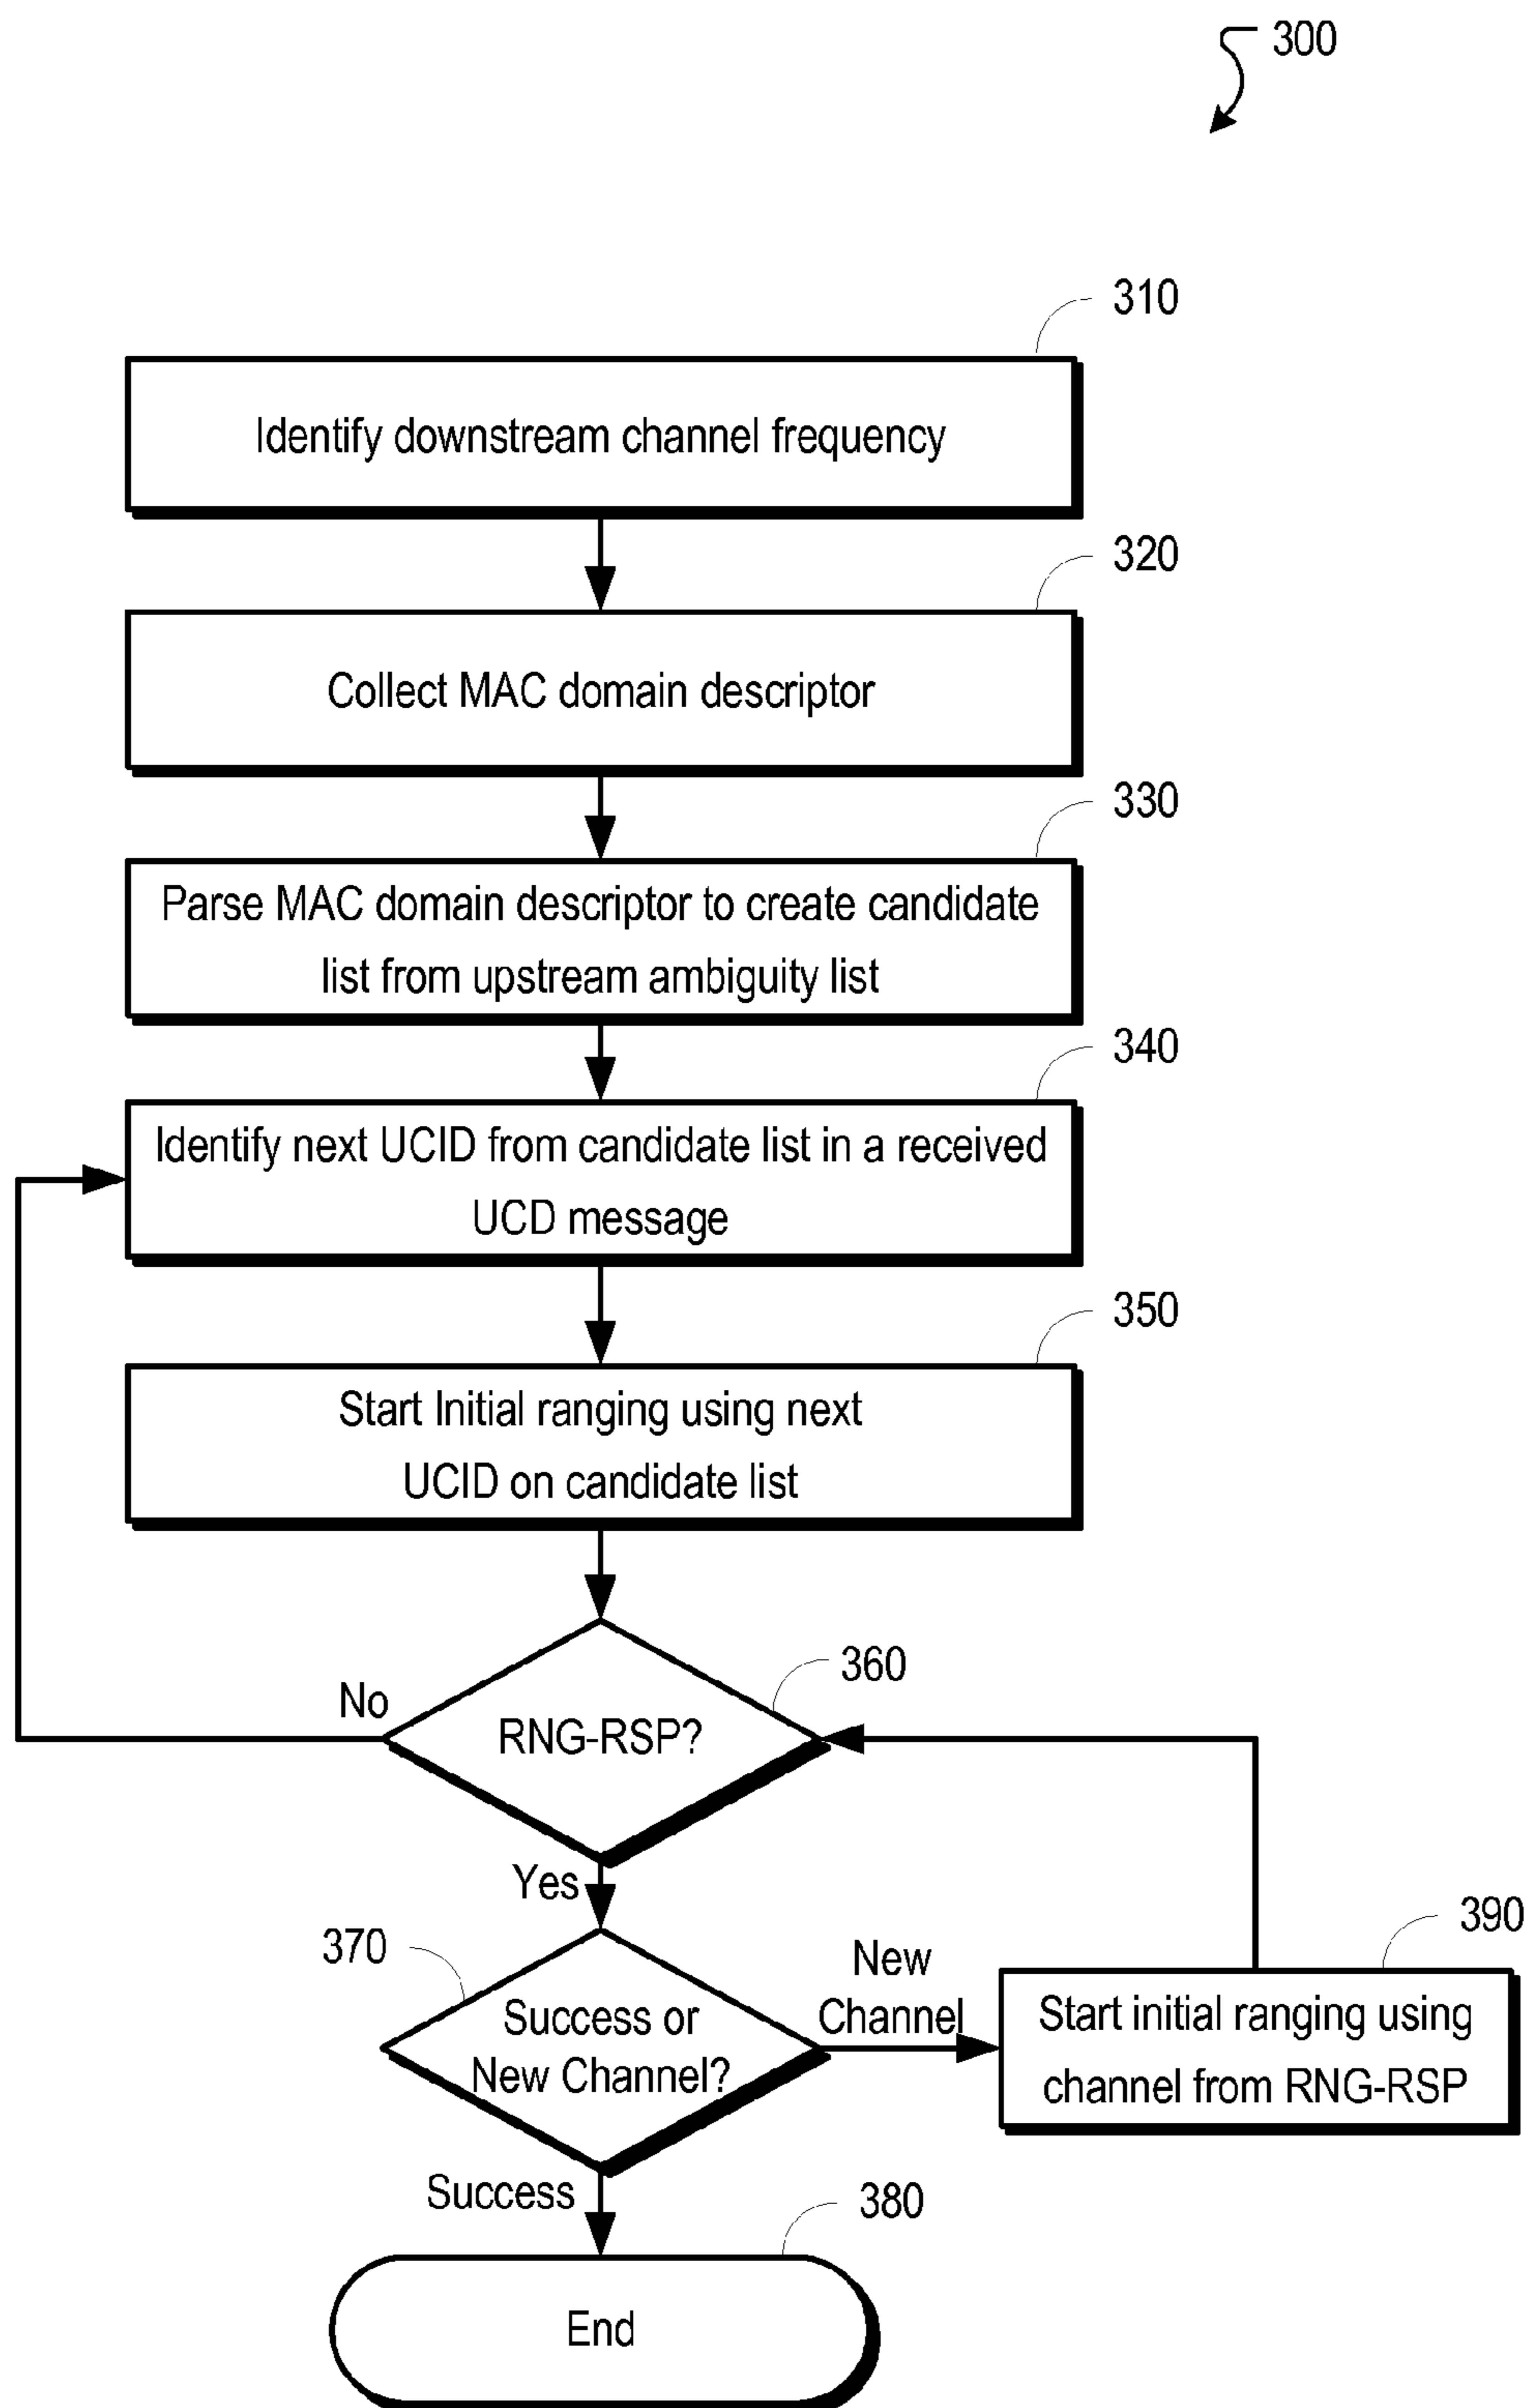 300
310
Identify downstream channel frequency
320
Collect MAC domain descriptor
330
Parse MAC domain descriptor to create candidate
list from upstream ambiguity list
340
Identify next UCID from candidate list in a received
UCD message
350
Start Initial ranging using next
UCID on candidate list
360
No
RNG-RSP?
Yes
370
Success or
New Channel?
New
Channel
390
Start initial ranging using
channel from RNG-RSP
Success
380
End